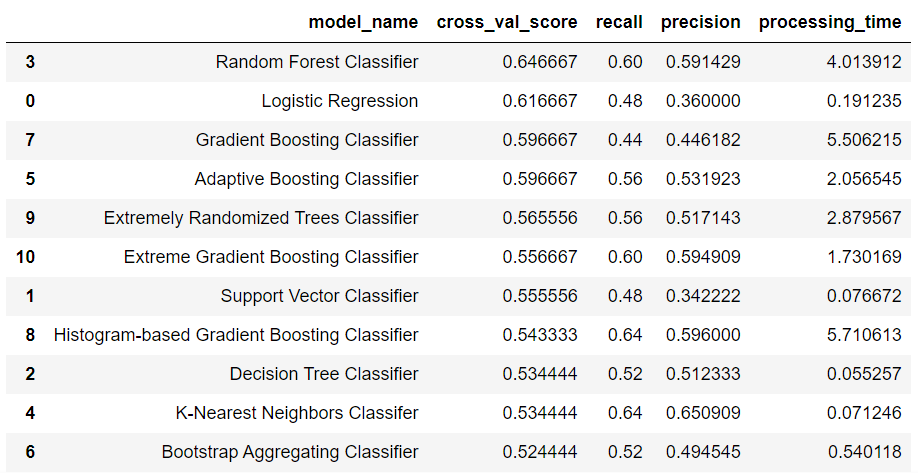 model_name cross_val_score recall precision processing_time
3 Random Forest Classifier 0.646667 0.60 0.591429 4.013912
0 Logistic Regression 0.616667 0.48 0.360000 0.191235
7 Gradient Boosting Classifier 0.596667 0.44 0.446182 5.506215
5 Adaptive Boosting Classifier 0.596667 0.56 0.531923 2.056545
9 Extremely Randomized Trees Classifier 0.565556 0.56 0.517143 2.879567
10 Extreme Gradient Boosting Classifier 0.556667 0.60 0.594909 1.730169
1 Support Vector Classifier 0.555556 0.48 0.342222 0.076672
8 Histogram-based Gradient Boosting Classifier 0.543333 0.64 0.596000 5.710613
2 Decision Tree Classifier 0.534444 0.52 0.512333 0.055257
4 K-Nearest Neighbors Classifer 0.534444 0.64 0.650909 0.071246
6 Bootstrap Aggregating Classifier 0.524444 0.52 0.494545 0.540118